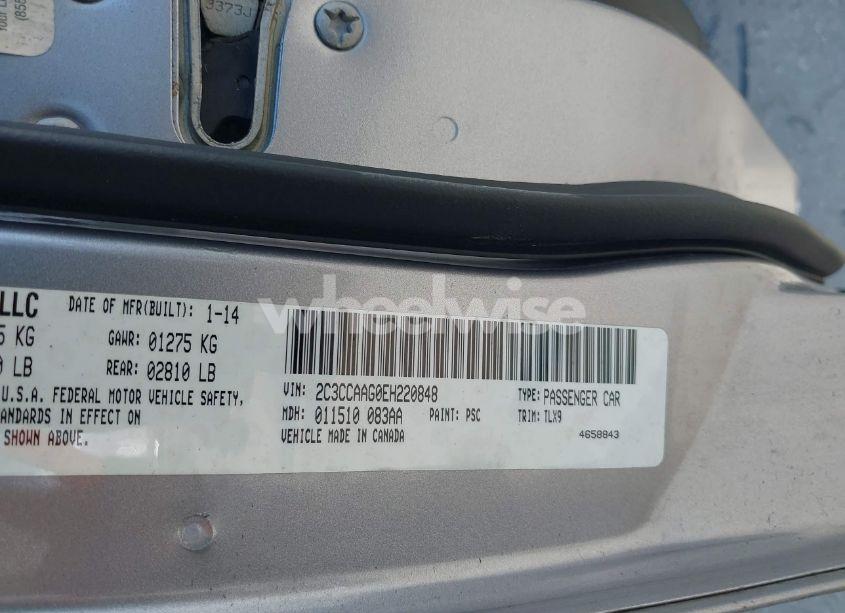 3373J
LLC DATE OF MFR(BUILT): 1-14
5 KG GAWR: 01275 KG
LB REAR: 02810 LB
U.S.A. FEDERAL MOTOR VEHICLE SAFETY,
STANDARDS IN EFFECT ON
SHOWN ABOVE.
wheelwise
VIN: 2C3CCAAG0EH220848 TYPE: PASSENGER CAR
MDH: 011510 083AA PAINT: PSC TRIM: TLX9
VEHICLE MADE IN CANADA 4658843